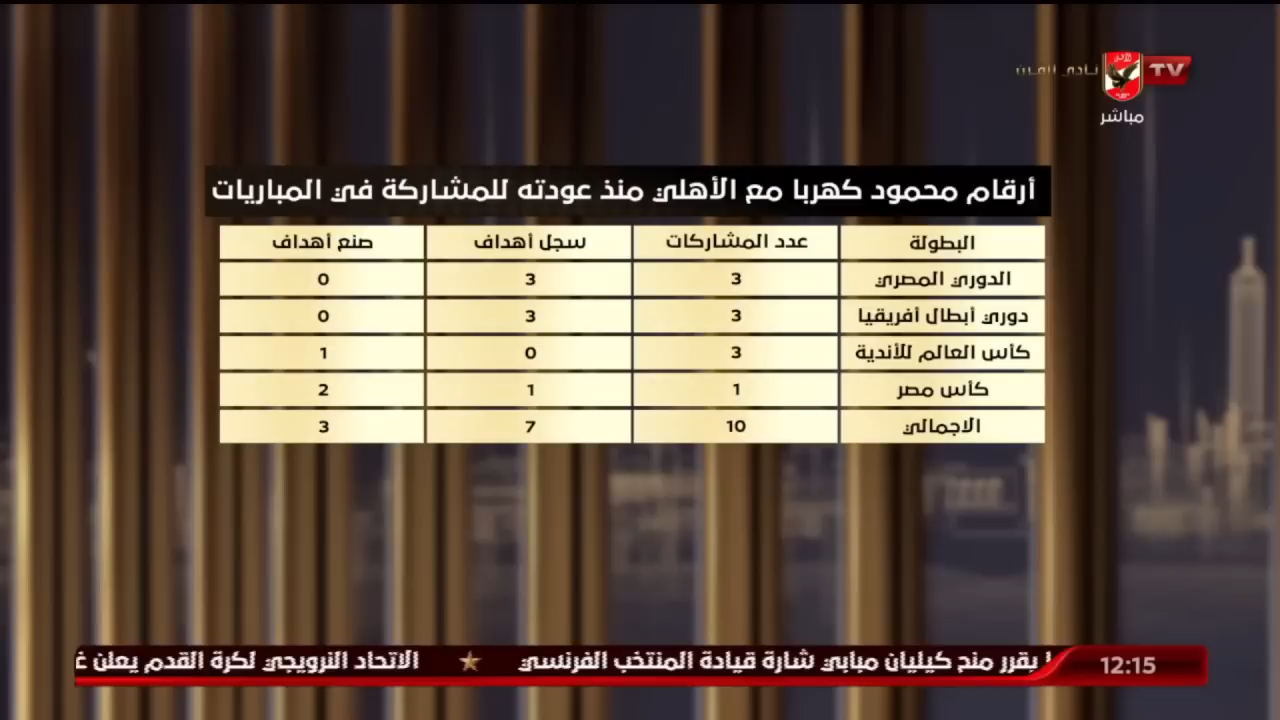 نادي القرن
TV
مباشر
أرقام محمود كهربا مع الأهلي منذ عودته للمشاركة في المباريات
البطولة عدد المشاركات سجل أهداف صنع أهداف
الدوري المصري 3 3 0
دوري أبطال أفريقيا 3 3 0
كأس العالم للأندية 3 0 1
كأس مصر 1 1 2
الاجمالي 10 7 3
12:15 يقرر منح كيليان مبابي شارة قيادة المنتخب الفرنسي الاتحاد النرويجي لكرة القدم يعلن